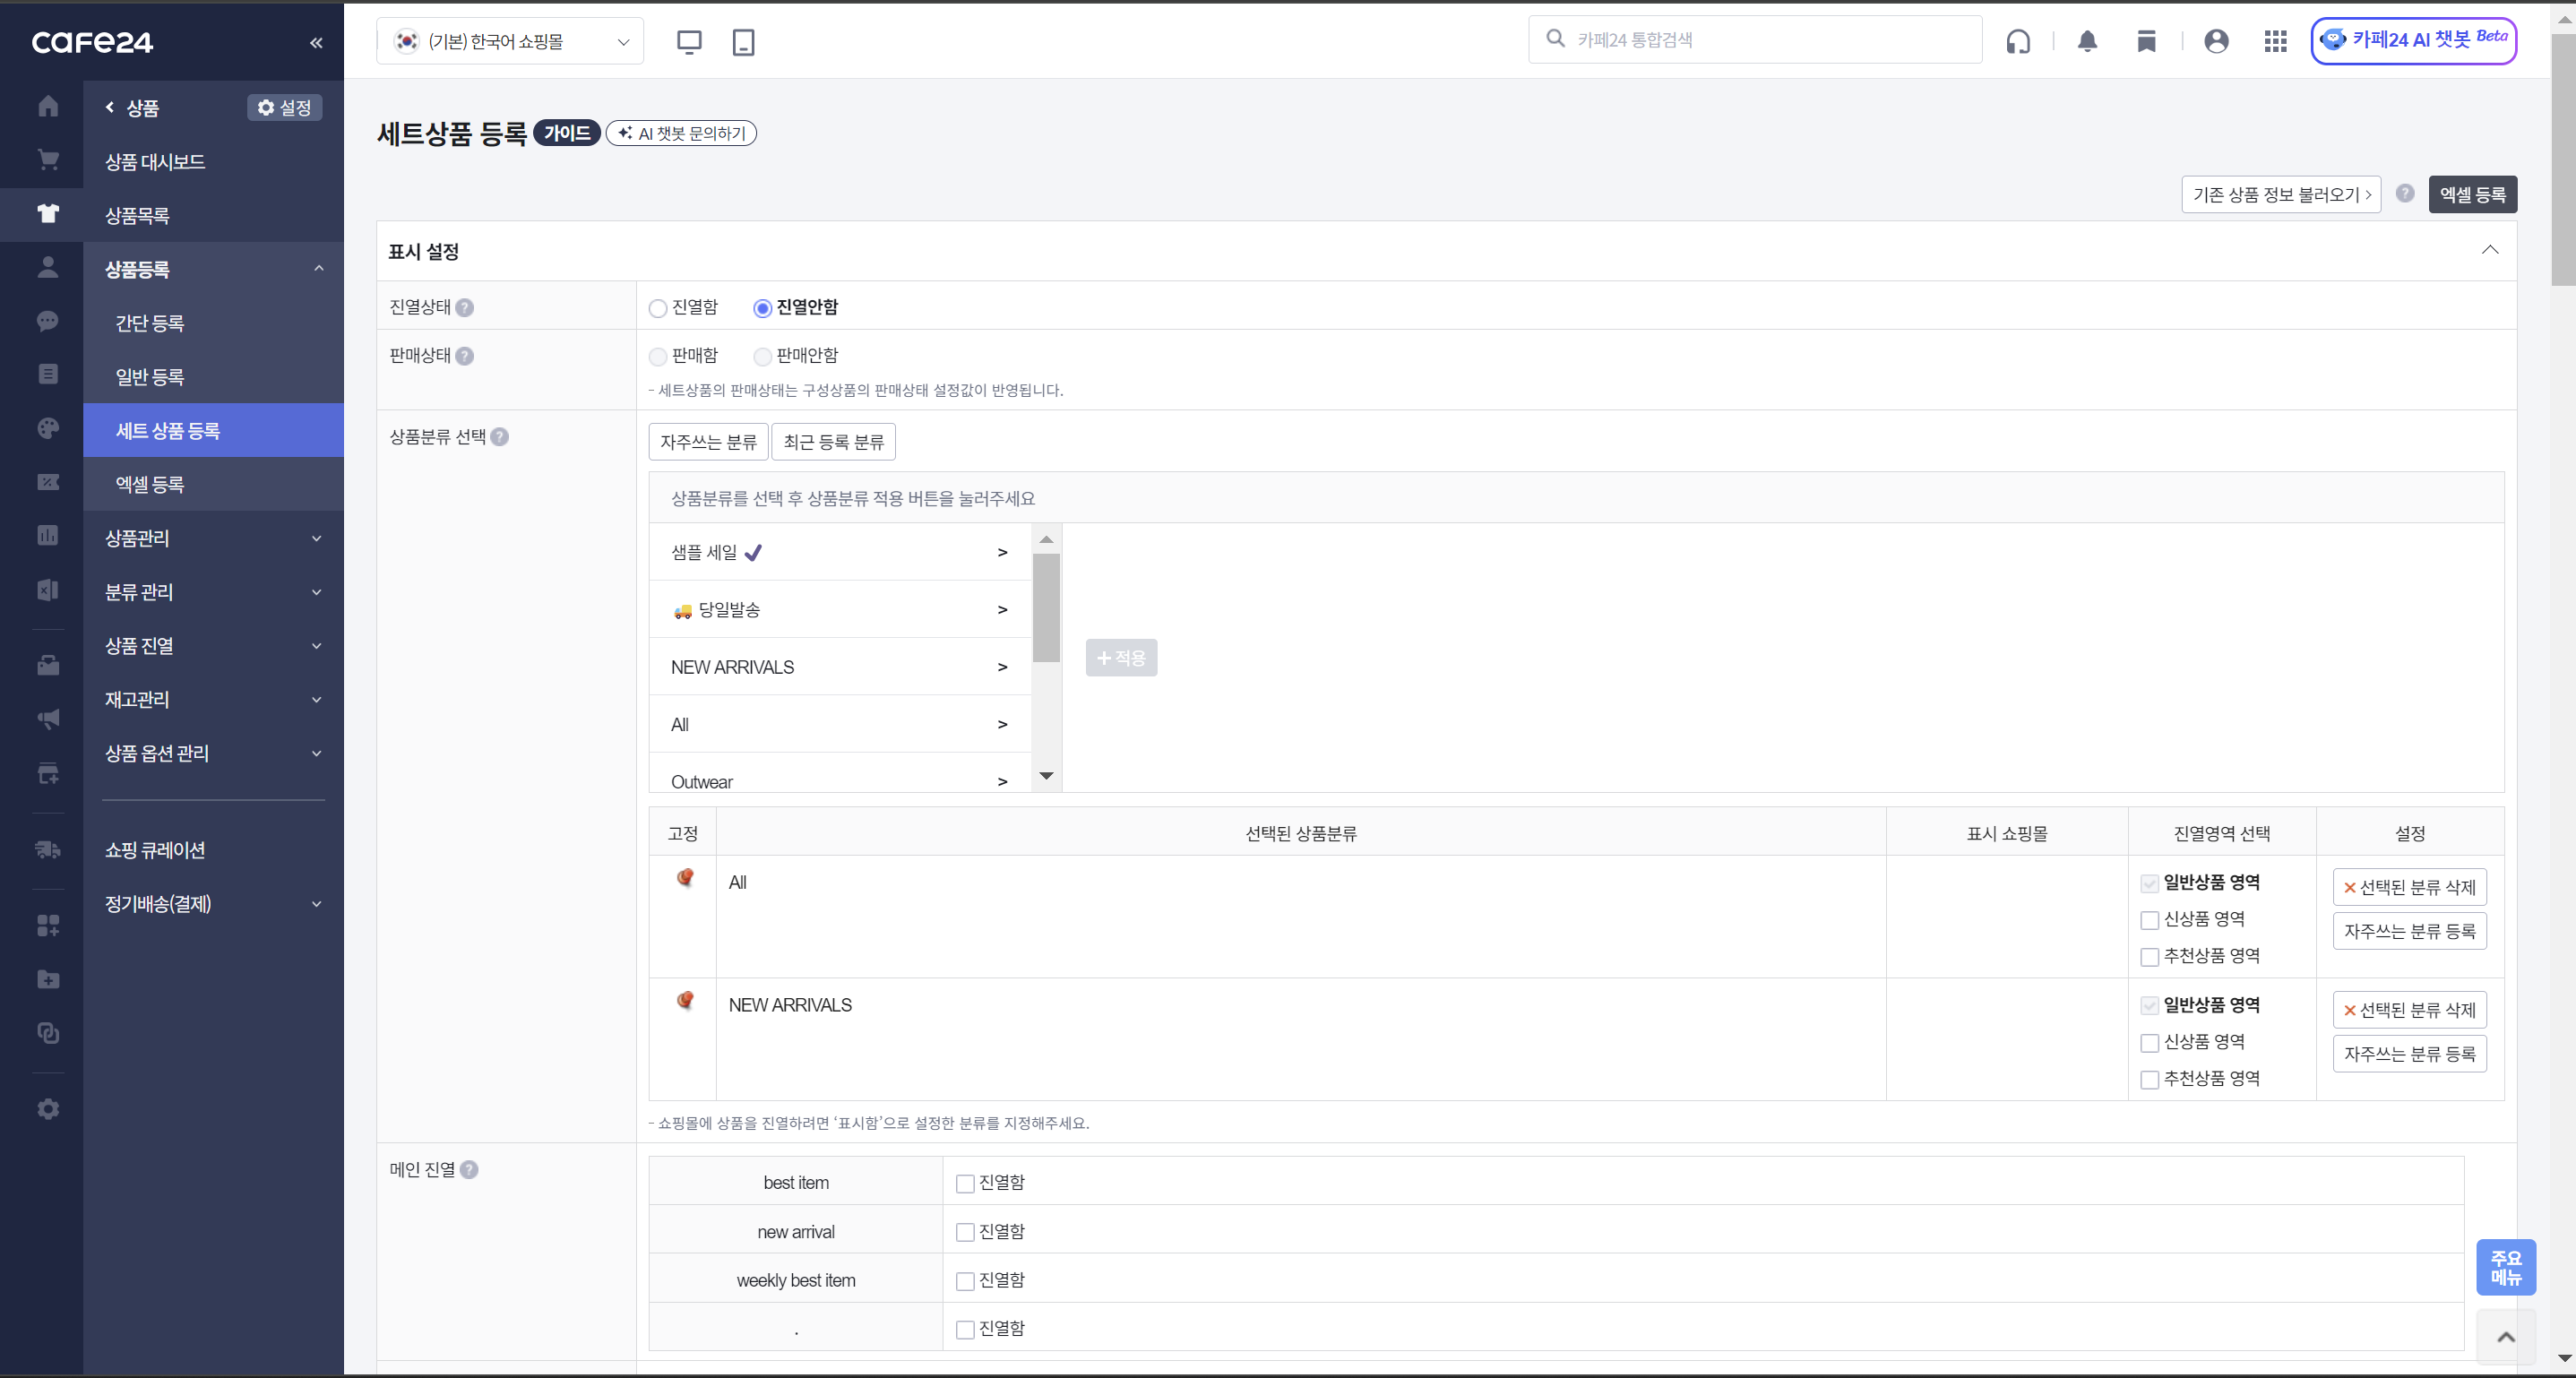 cafe24
«
(기본) 한국어 쇼핑몰
카페24 통합검색
카페24 AI 챗봇 Beta
상품
설정
상품 대시보드
상품목록
상품등록
간단 등록
일반 등록
세트 상품 등록
엑셀 등록
상품관리
분류 관리
상품 진열
재고관리
상품 옵션 관리
쇼핑 큐레이션
정기배송(결제)
세트상품 등록 가이드 AI 챗봇 문의하기
기존 상품 정보 불러오기 > ? 엑셀 등록
표시 설정
진열상태 ? 진열함 진열안함
판매상태 ? 판매함 판매안함
- 세트상품의 판매상태는 구성상품의 판매상태 설정값이 반영됩니다.
상품분류 선택 ? 자주쓰는 분류 최근 등록 분류
상품분류를 선택 후 상품분류 적용 버튼을 눌러주세요
샘플 세일 >
당일발송 >
NEW ARRIVALS >
+ 적용
All >
Outwear >
고정 선택된 상품분류 표시 쇼핑몰 진열영역 선택 설정
All 일반상품 영역 선택된 분류 삭제
신상품 영역 자주쓰는 분류 등록
추천상품 영역
NEW ARRIVALS 일반상품 영역 선택된 분류 삭제
신상품 영역 자주쓰는 분류 등록
추천상품 영역
- 쇼핑몰에 상품을 진열하려면 ‘표시함’으로 설정한 분류를 지정해주세요.
메인 진열 ?
best item 진열함
new arrival 진열함
weekly best item 진열함
. 진열함
주요
메뉴